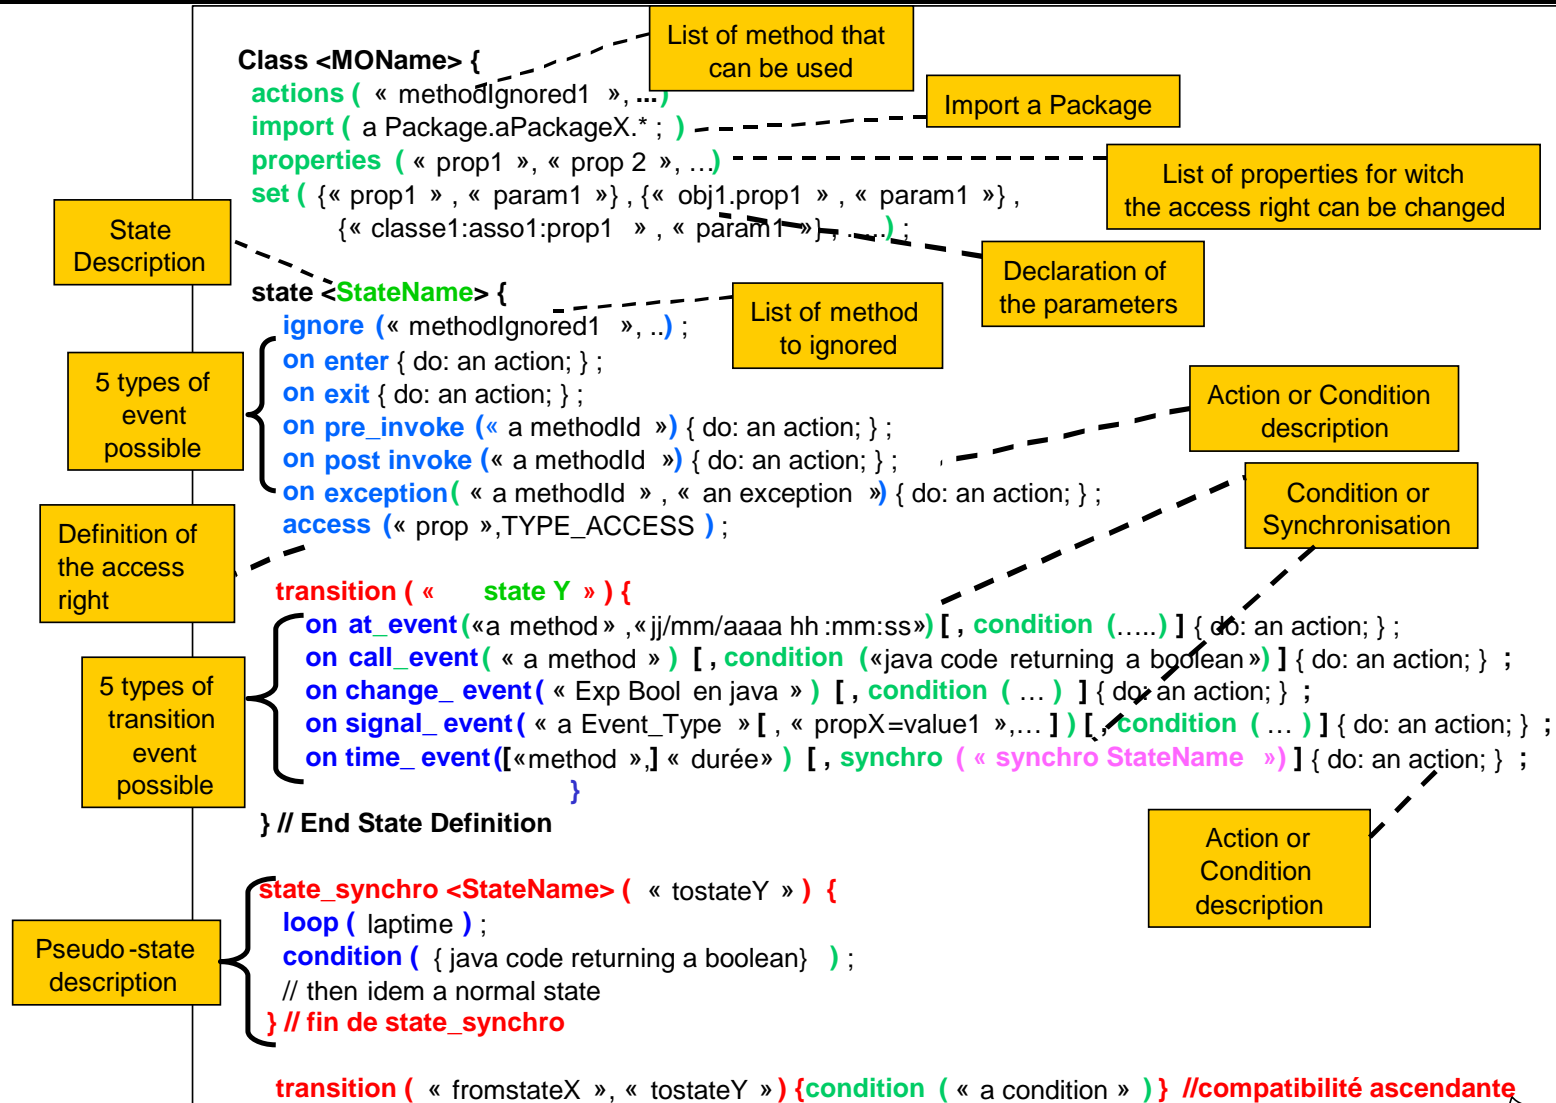 List of method that
can be used
Class <MOName> {
actions ( « methodIgnored1 », ...)
Import a Package
import ( a Package.aPackageX.* ; )
properties ( « prop1 », « prop 2 », ...)
List of properties for witch
the access right can be changed
set ( {« prop1 » , « param1 »} , {« obj1.prop1 » , « param1 »} ,
{« classe1:asso1:prop1 » , « param1 »} , .....) ;
State
Description
Declaration of
the parameters
state <StateName> {
List of method
to ignored
ignore (« methodIgnored1 », ..) ;
5 types of
event
possible
on enter { do: an action; } ;
on exit { do: an action; } ;
on pre_invoke (« a methodId ») { do: an action; } ;
on post invoke (« a methodId ») { do: an action; } ;
on exception( « a methodId » , « an exception ») { do: an action; } ;
Action or Condition
description
Condition or
Synchronisation
access (« prop »,TYPE_ACCESS ) ;
Definition of
the access
right
transition ( « state Y » ) {
5 types of
transition
event
possible
on at_event(«a method» ,«jj/mm/aaaa hh :mm:ss») [ , condition (.....) ] { do: an action; } ;
on call_event( « a method » ) [ , condition («java code returning a boolean») ] { do: an action; } ;
on change_ event( « Exp Bool en java » ) [ , condition ( ... ) ] { do: an action; } ;
on signal_ event( « a Event_Type » [ , « propX=value1 »,... ] ) [ , condition ( ... ) ] { do: an action; } ;
on time_ event([«method »,] « durée» ) [ , synchro ( « synchro StateName ») ] { do: an action; } ;
}
} // End State Definition
Action or
Condition
description
Pseudo-state
description
state_synchro <StateName> ( « tostateY » ) {
loop ( laptime ) ;
condition ( { java code returning a boolean} ) ;
// then idem a normal state
} // fin de state_synchro
transition ( « fromstateX », « tostateY » ) {condition ( « a condition » ) } //compatibilité ascendante